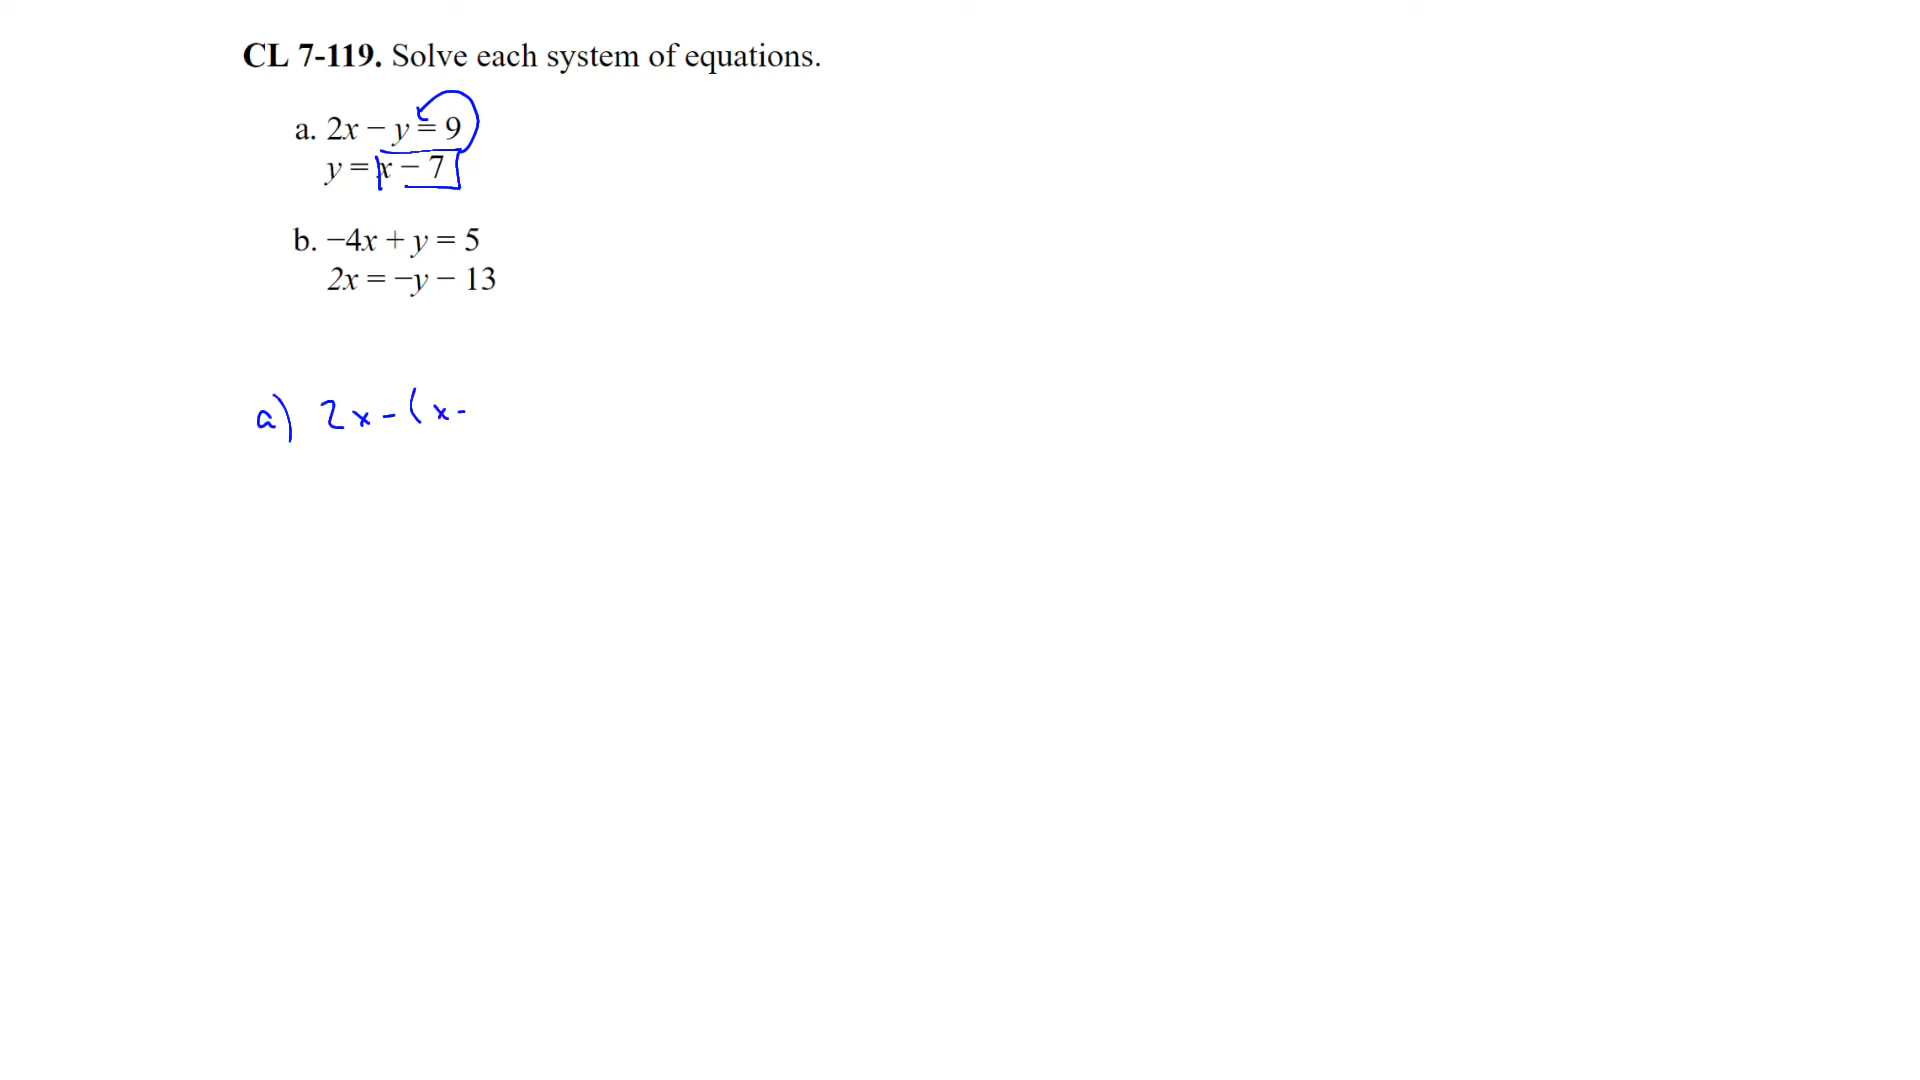 CL 7-119. Solve each system of equations.
a. 2x − y = 9
y = x − 7
b. −4x + y = 5
2x = −y − 13
a) 2x - (x -